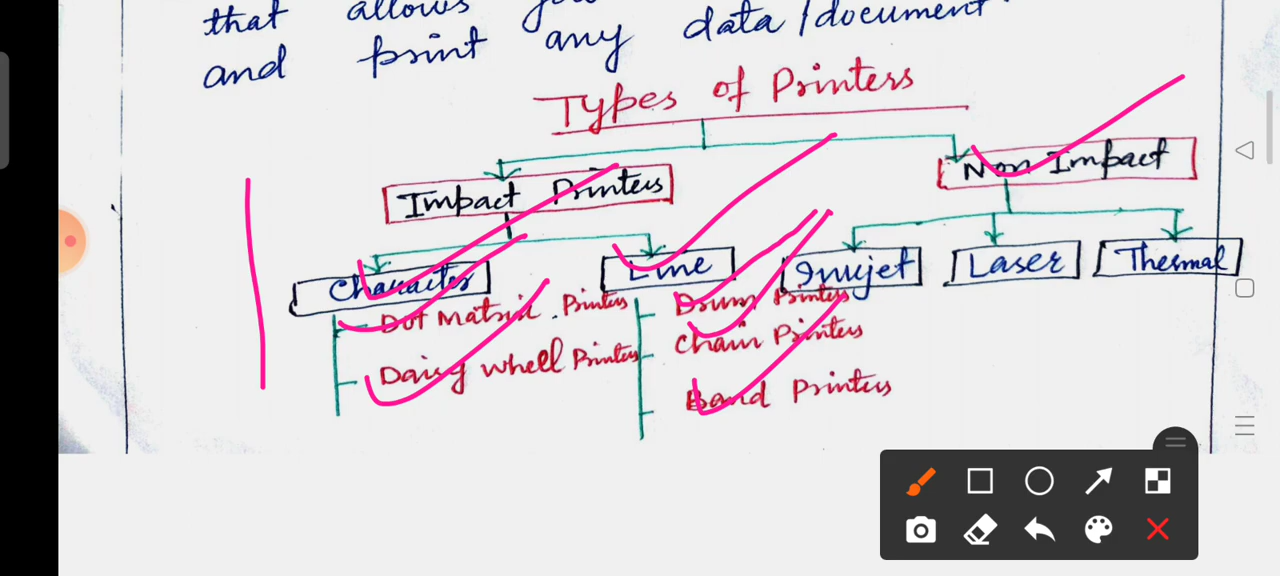 that allows
and print any data/document
Types of Printers
Impact Printers
Non Impact
Character
Line
Inkjet
Laser
Thermal
Dot Matrix Printers
Drum Printers
Chain Printers
Daisy wheel Printers
Band Printers